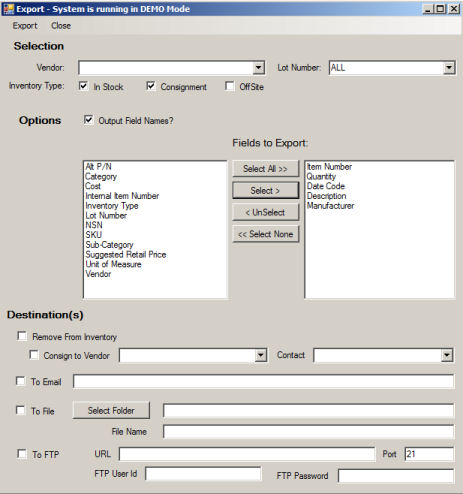 Export - System is running in DEMO Mode
Export Close
Selection
Vendor: Lot Number: ALL
Inventory Type: In Stock Consignment OffSite
Options Output Field Names?
Fields to Export:
Alt P/N
Category
Cost
Internal Item Number
Inventory Type
Lot Number
NSN
SKU
Sub-Category
Suggested Retail Price
Unit of Measure
Vendor
Select All >>
Select >
< UnSelect
<< Select None
Item Number
Quantity
Date Code
Description
Manufacturer
Destination(s)
Remove From Inventory
Consign to Vendor Contact
To Email
To File Select Folder
File Name
To FTP URL Port 21
FTP User Id FTP Password